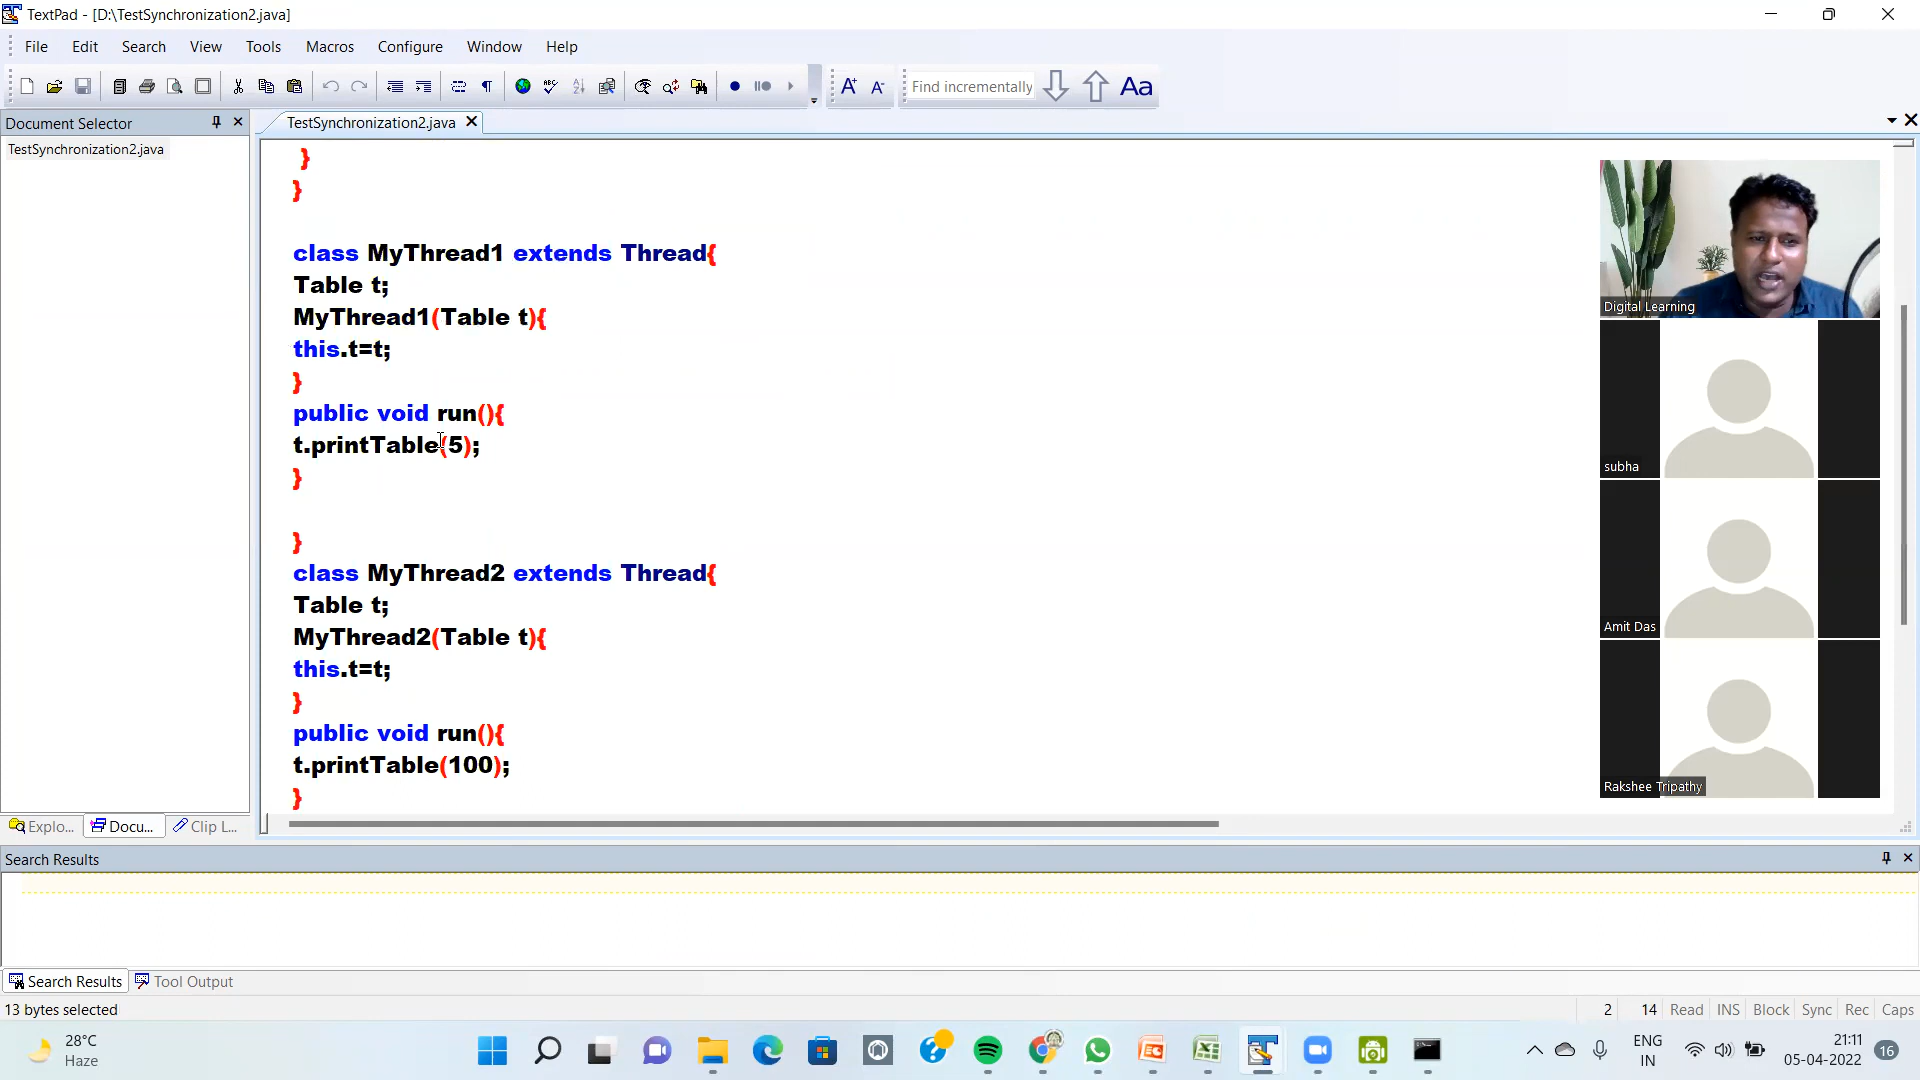 TextPad - [D:\TestSynchronization2.java]
File Edit Search View Tools Macros Configure Window Help
Find incrementally Aa
Document Selector
TestSynchronization2.java
TestSynchronization2.java
}
}
class MyThread1 extends Thread{
Table t;
MyThread1(Table t){
this.t=t;
}
public void run(){
t.printTable(5);
}
}
class MyThread2 extends Thread{
Table t;
MyThread2(Table t){
this.t=t;
}
public void run(){
t.printTable(100);
}
Digital Learning
subha
Amit Das
Rakshee Tripathy
Explo... Docu... Clip L...
Search Results
Search Results Tool Output
13 bytes selected
2 14 Read INS Block Sync Rec Caps
28°C
Haze
ENG
IN
21:11
05-04-2022
16